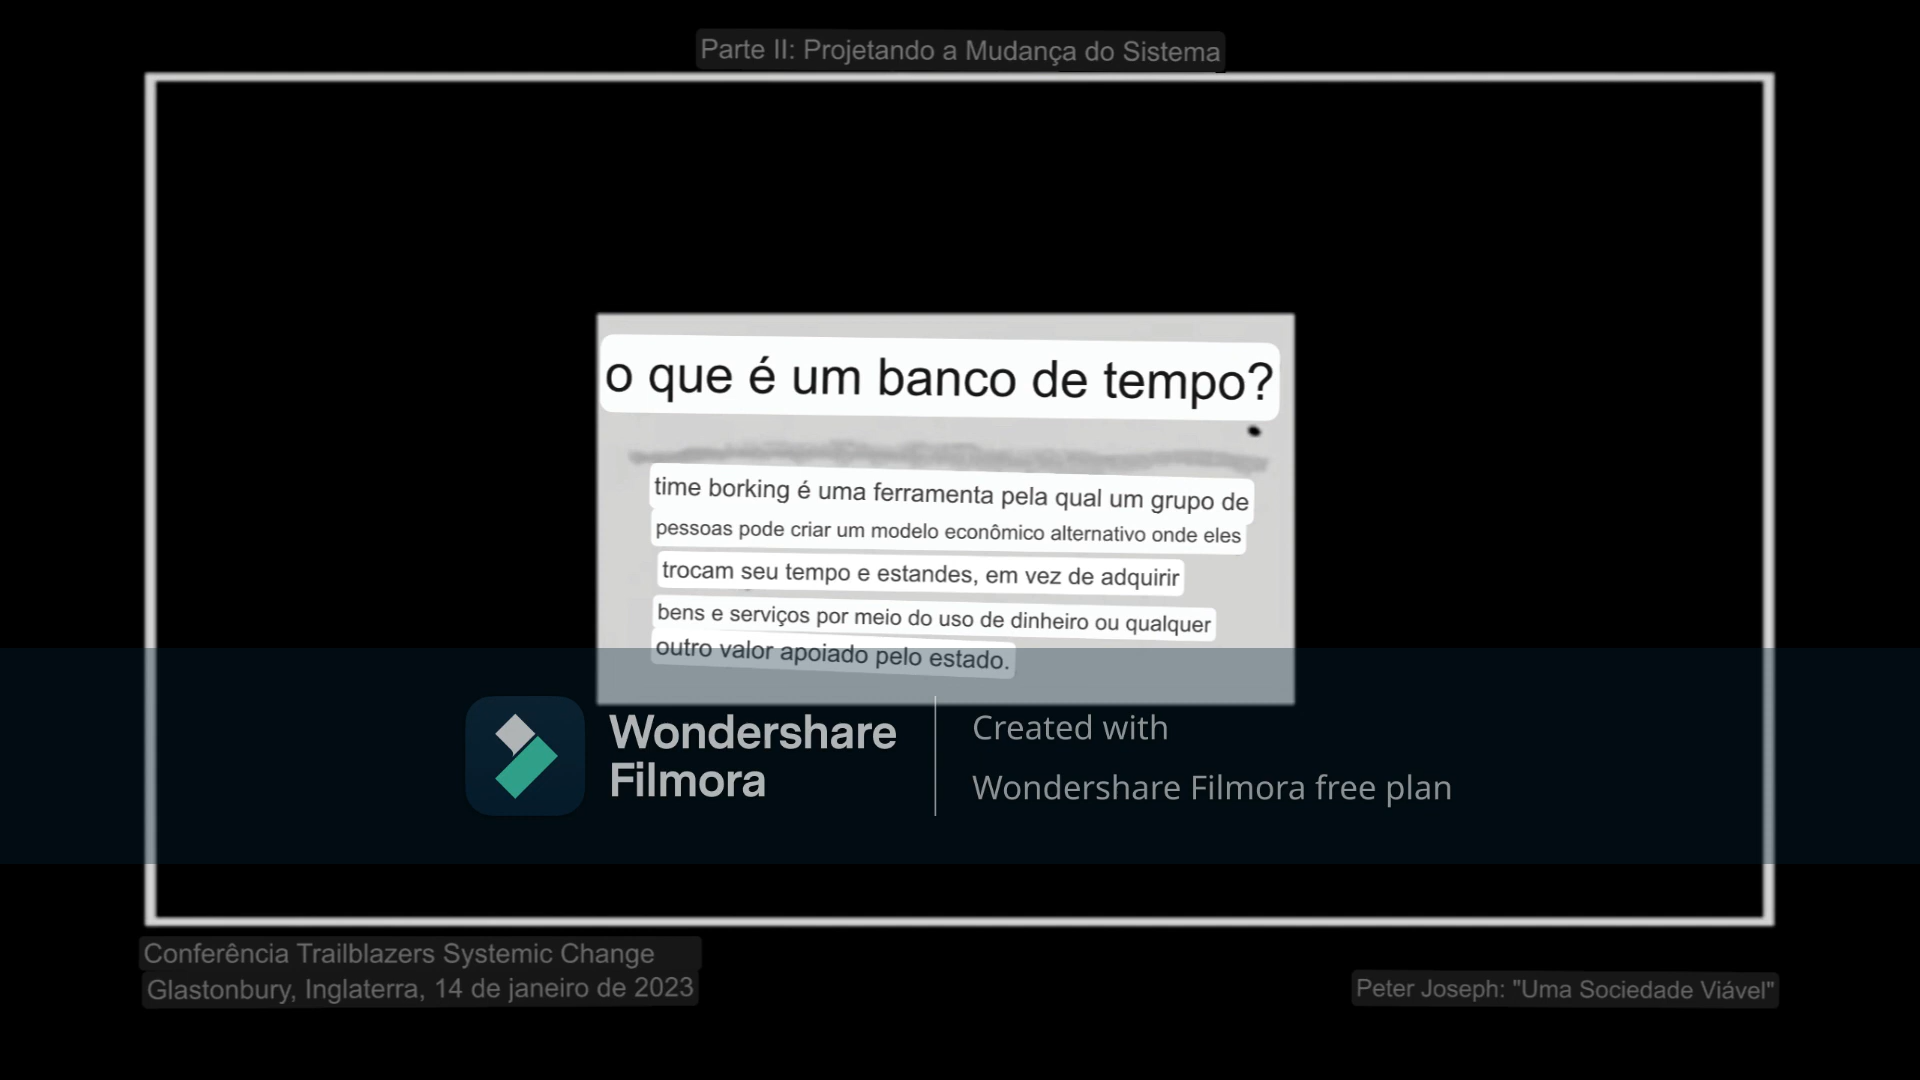 Parte II: Projetando a Mudança do Sistema
o que é um banco de tempo?
time borking é uma ferramenta pela qual um grupo de
pessoas pode criar um modelo econômico alternativo onde eles
trocam seu tempo e estandes, em vez de adquirir
bens e serviços por meio do uso de dinheiro ou qualquer
outro valor apoiado pelo estado.
Wondershare
Filmora
Created with
Wondershare Filmora free plan
Conferência Trailblazers Systemic Change
Glastonbury, Inglaterra, 14 de janeiro de 2023
Peter Joseph: "Uma Sociedade Viável"